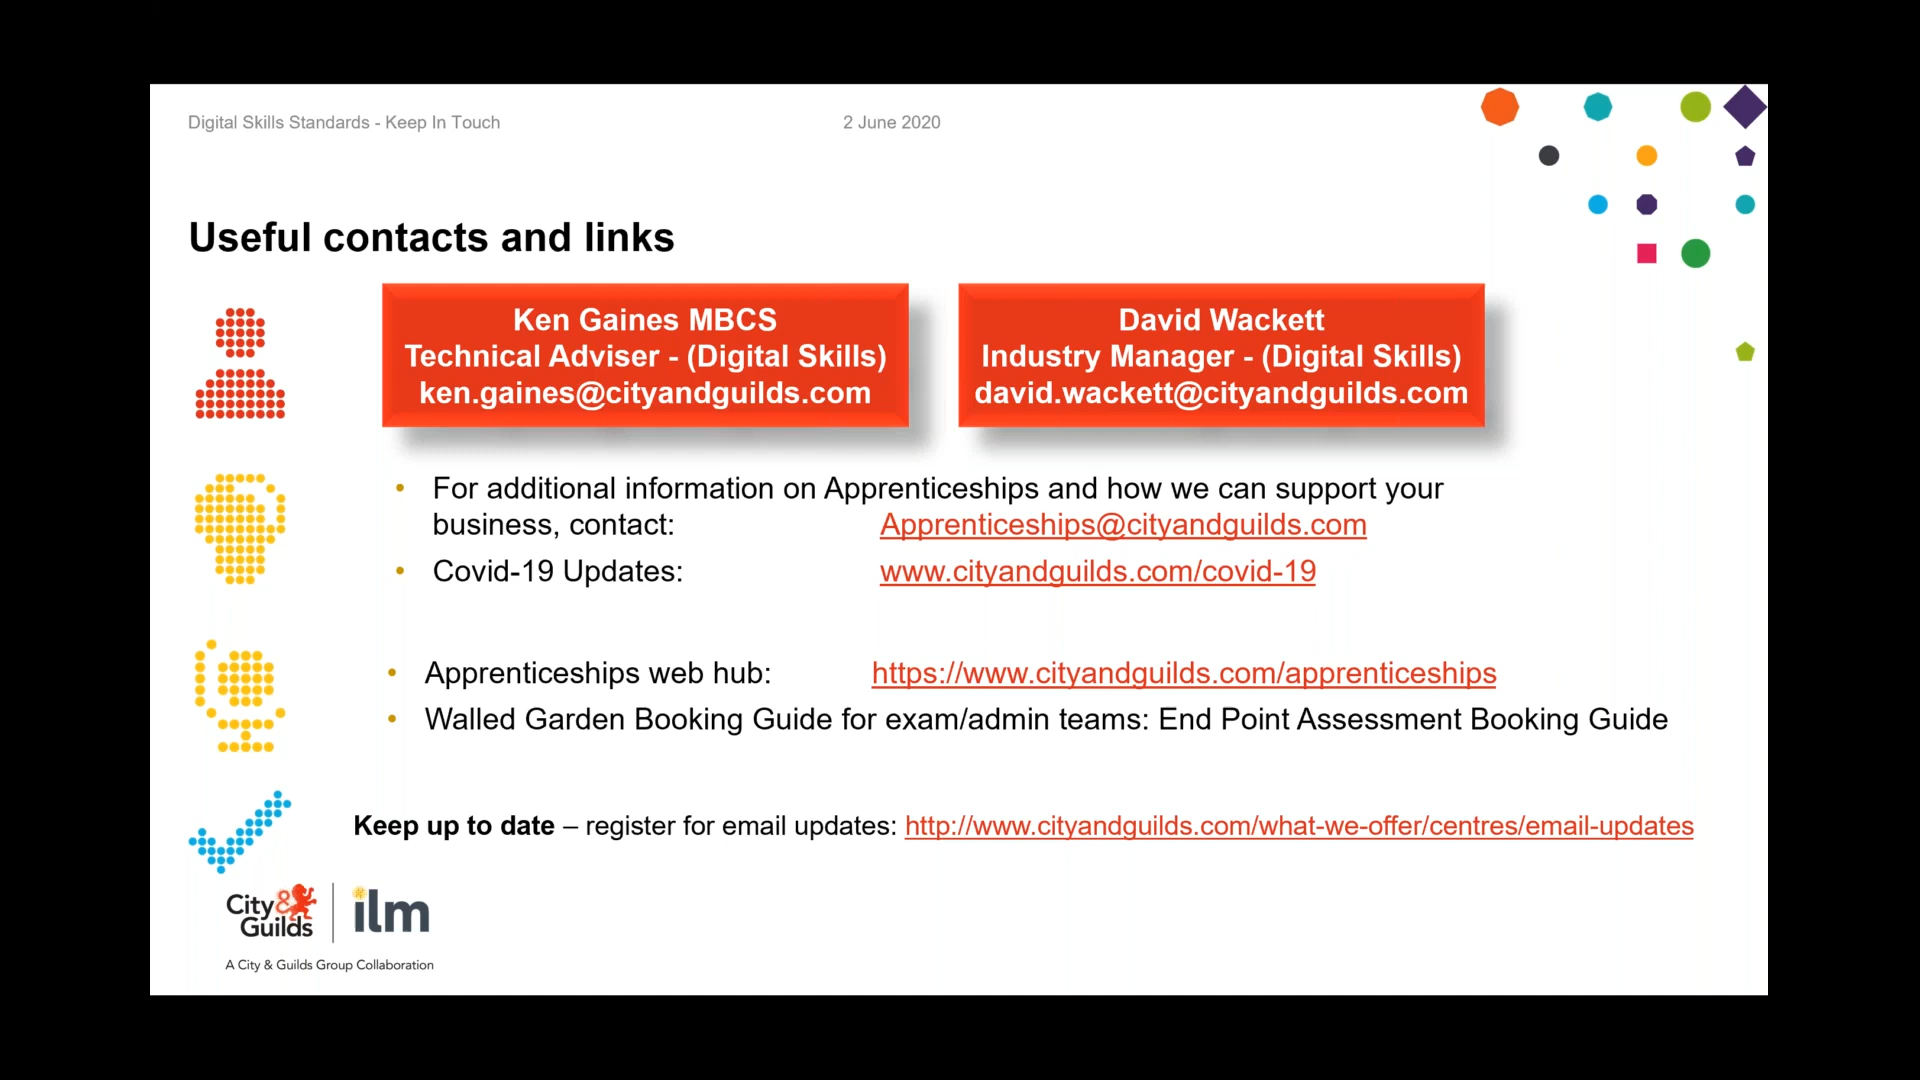 Digital Skills Standards - Keep In Touch
2 June 2020
Useful contacts and links
Ken Gaines MBCS
Technical Adviser - (Digital Skills)
ken.gaines@cityandguilds.com
David Wackett
Industry Manager - (Digital Skills)
david.wackett@cityandguilds.com
• For additional information on Apprenticeships and how we can support your
business, contact: Apprenticeships@cityandguilds.com
• Covid-19 Updates: www.cityandguilds.com/covid-19
• Apprenticeships web hub: https://www.cityandguilds.com/apprenticeships
• Walled Garden Booking Guide for exam/admin teams: End Point Assessment Booking Guide
Keep up to date – register for email updates: http://www.cityandguilds.com/what-we-offer/centres/email-updates
City &
Guilds
ilm
A City & Guilds Group Collaboration